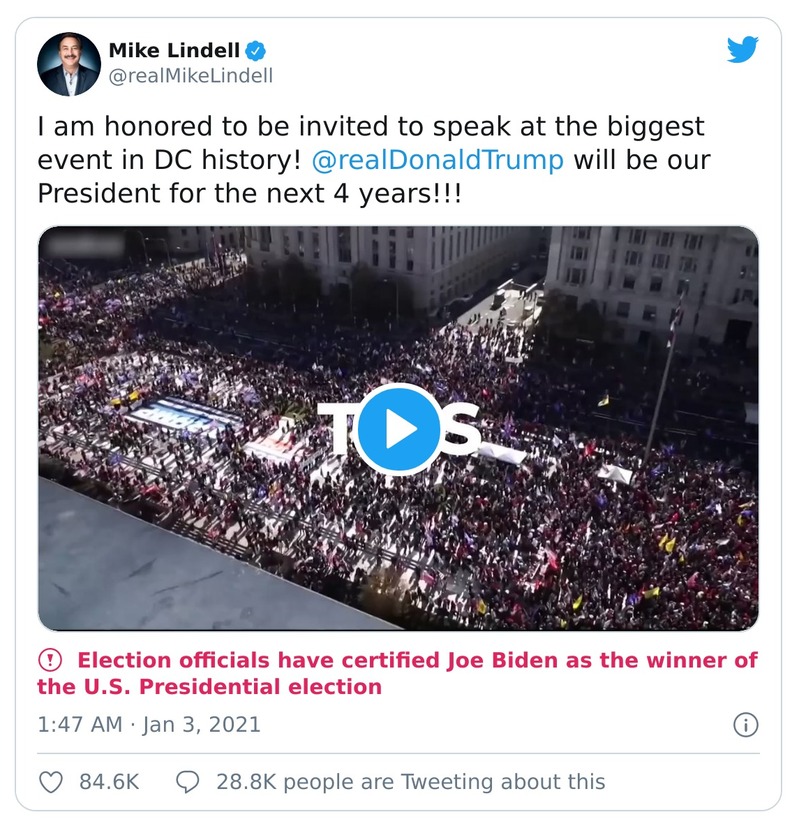 Mike Lindell
@realMikeLindell
I am honored to be invited to speak at the biggest
event in DC history! @realDonaldTrump will be our
President for the next 4 years!!!
Election officials have certified Joe Biden as the winner of
the U.S. Presidential election
1:47 AM · Jan 3, 2021
84.6K
28.8K people are Tweeting about this